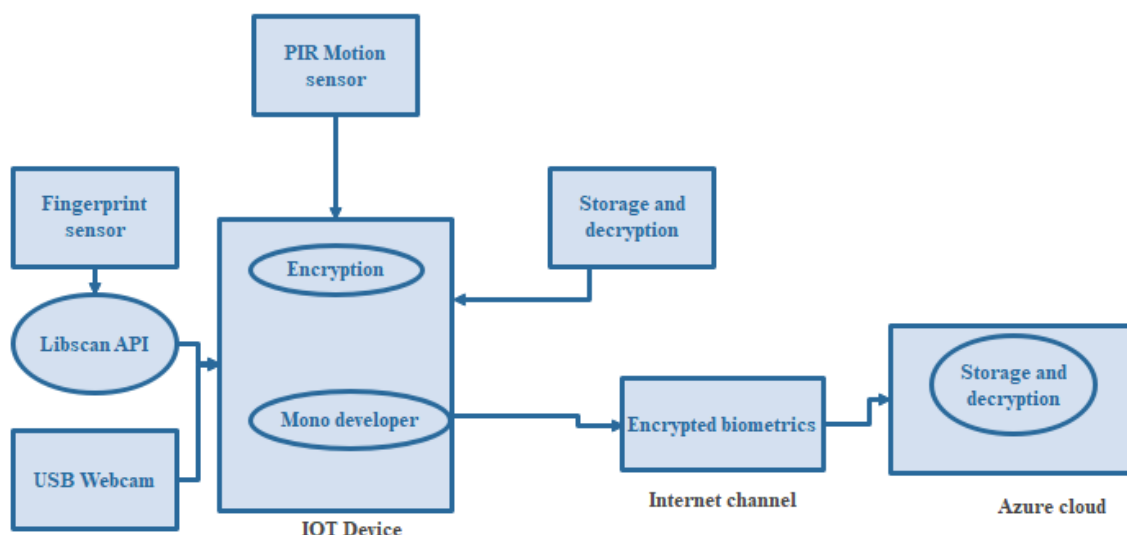 PIR Motion
sensor
Fingerprint
sensor
Storage and
decryption
Encryption
Libscan API
Storage and
decryption
Mono developer
Encrypted biometrics
USB Webcam
Internet channel
Azure cloud
IOT Device